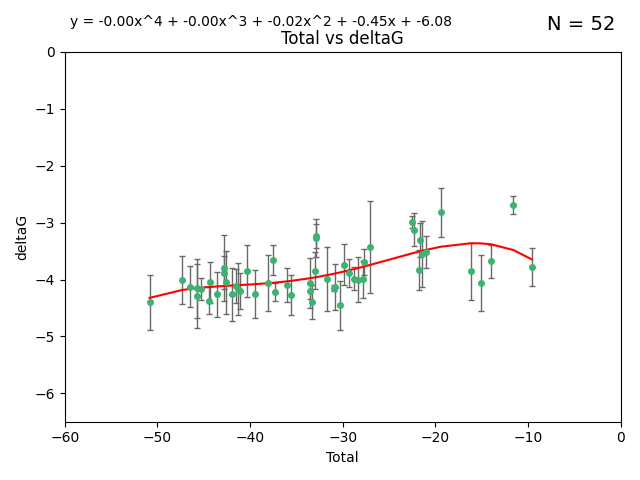 y = -0.00x^4 + -0.00x^3 + -0.02x^2 + -0.45x + -6.08
N = 52
Total vs deltaG
0
−1
−2
−3
−4
−5
−6
deltaG
−60 −50 −40 −30 −20 −10 0
Total